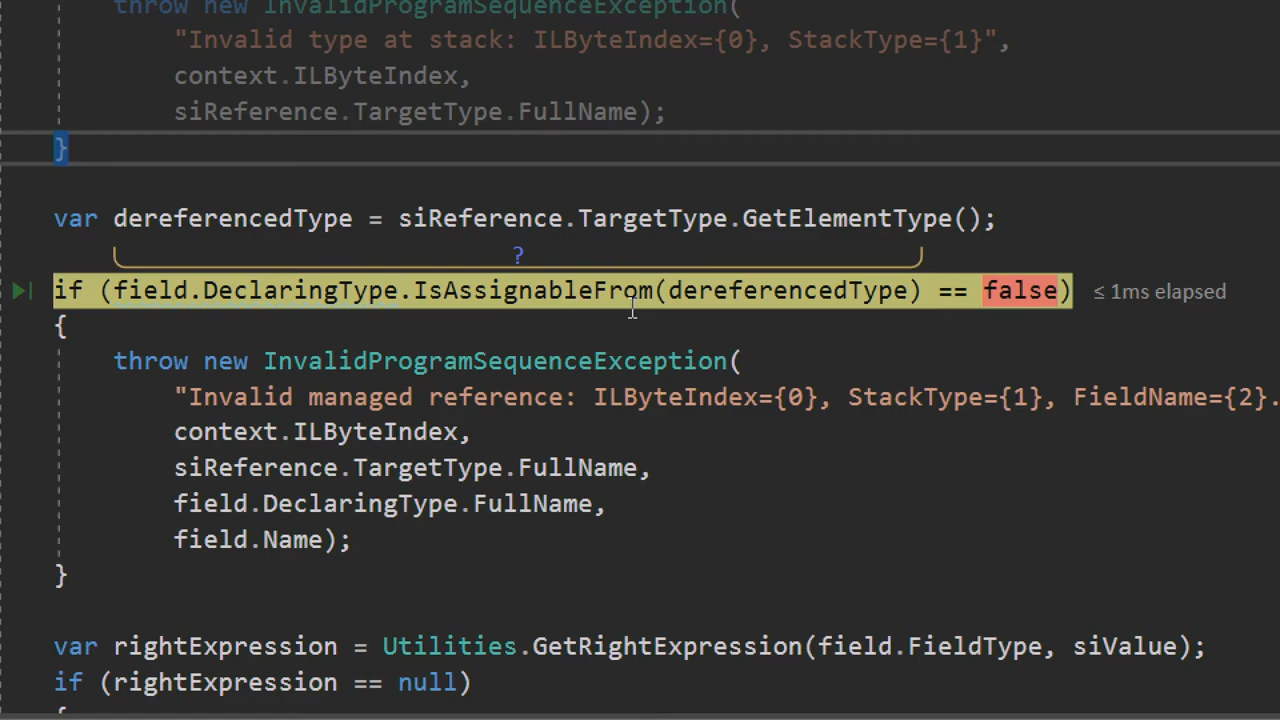 throw new InvalidProgramSequenceException(
"Invalid type at stack: ILByteIndex={0}, StackType={1}",
context.ILByteIndex,
siReference.TargetType.FullName);
}
var dereferencedType = siReference.TargetType.GetElementType();
?
if (field.DeclaringType.IsAssignableFrom(dereferencedType) == false) ≤ 1ms elapsed
{
throw new InvalidProgramSequenceException(
"Invalid managed reference: ILByteIndex={0}, StackType={1}, FieldName={2}.
context.ILByteIndex,
siReference.TargetType.FullName,
field.DeclaringType.FullName,
field.Name);
}
var rightExpression = Utilities.GetRightExpression(field.FieldType, siValue);
if (rightExpression == null)
{